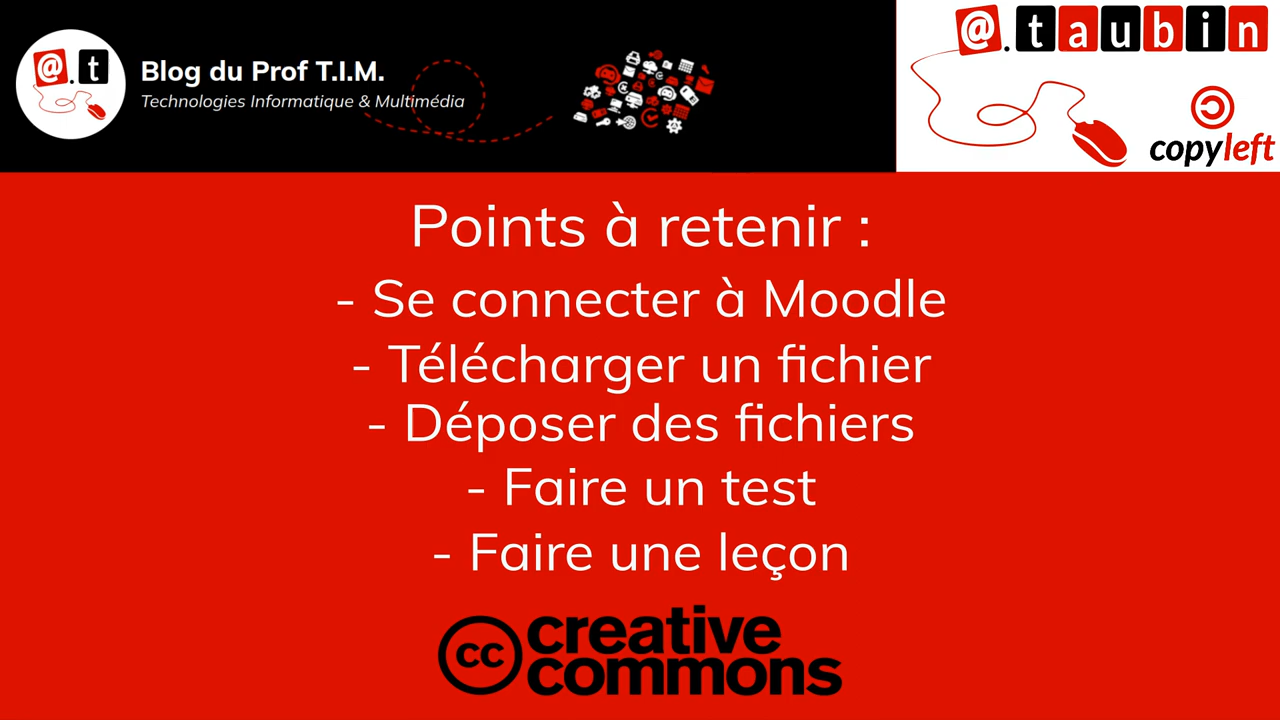 @.t
Blog du Prof T.I.M.
Technologies Informatique & Multimédia
@.taubin
copyleft
Points à retenir :
- Se connecter à Moodle
- Télécharger un fichier
- Déposer des fichiers
- Faire un test
- Faire une leçon
cc creative
commons